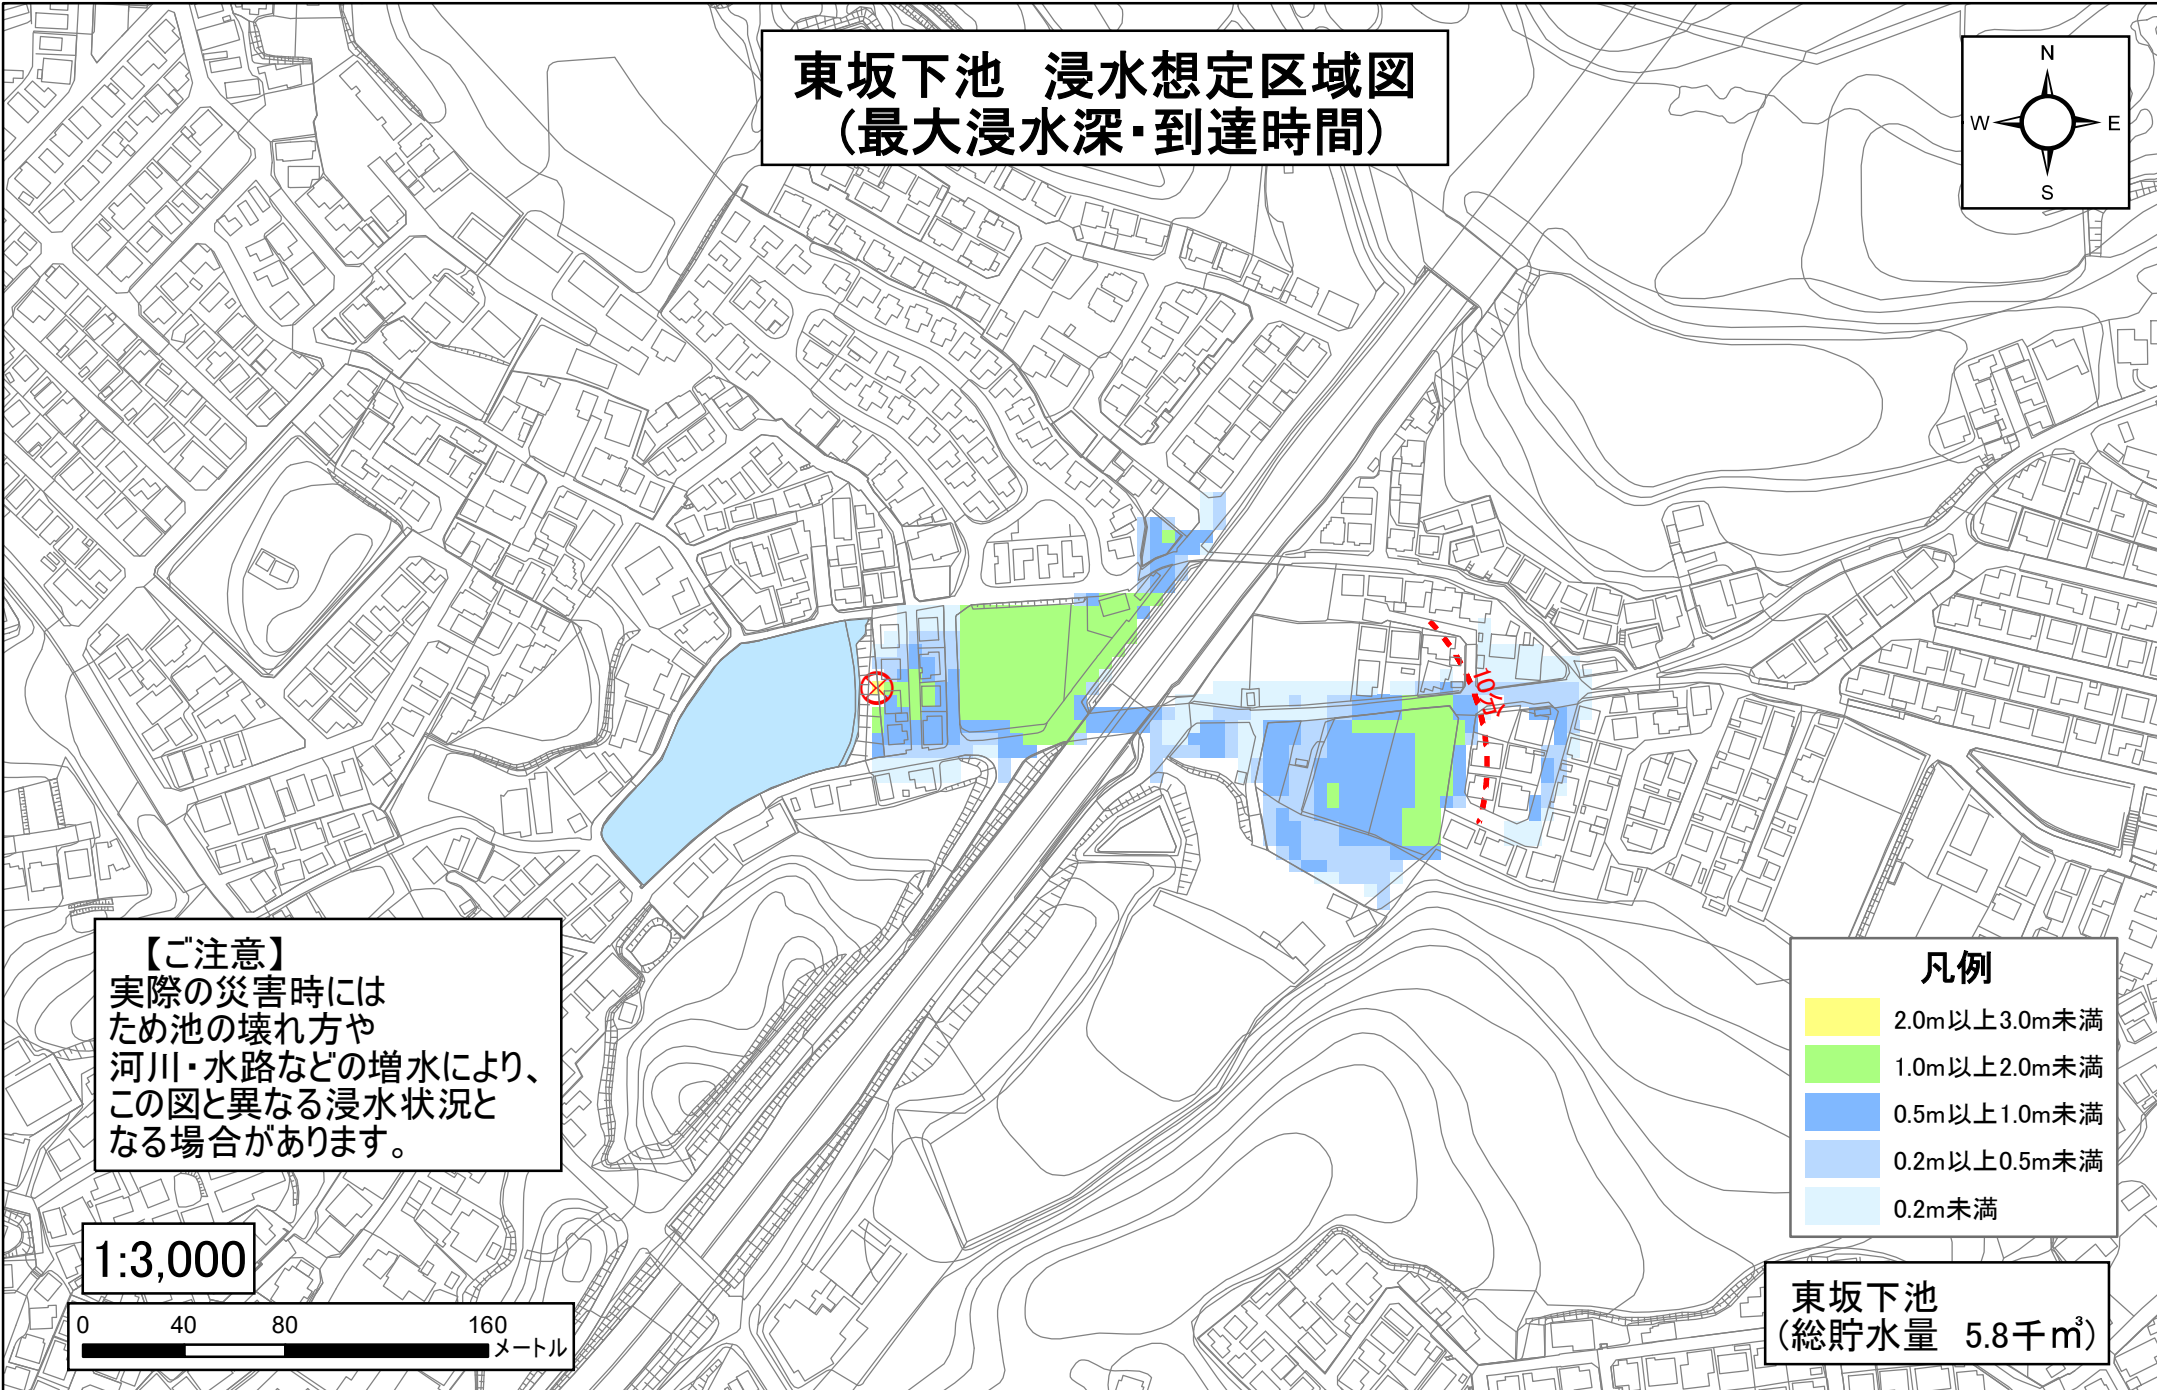 東坂下池　浸水想定区域図
(最大浸水深・到達時間)
N
W E
S
10分
【ご注意】
実際の災害時には
ため池の壊れ方や
河川・水路などの増水により、
この図と異なる浸水状況と
なる場合があります。
凡例
2.0m以上3.0m未満
1.0m以上2.0m未満
0.5m以上1.0m未満
0.2m以上0.5m未満
0.2m未満
1:3,000
0 40 80 160
メートル
東坂下池
(総貯水量　5.8千㎥)